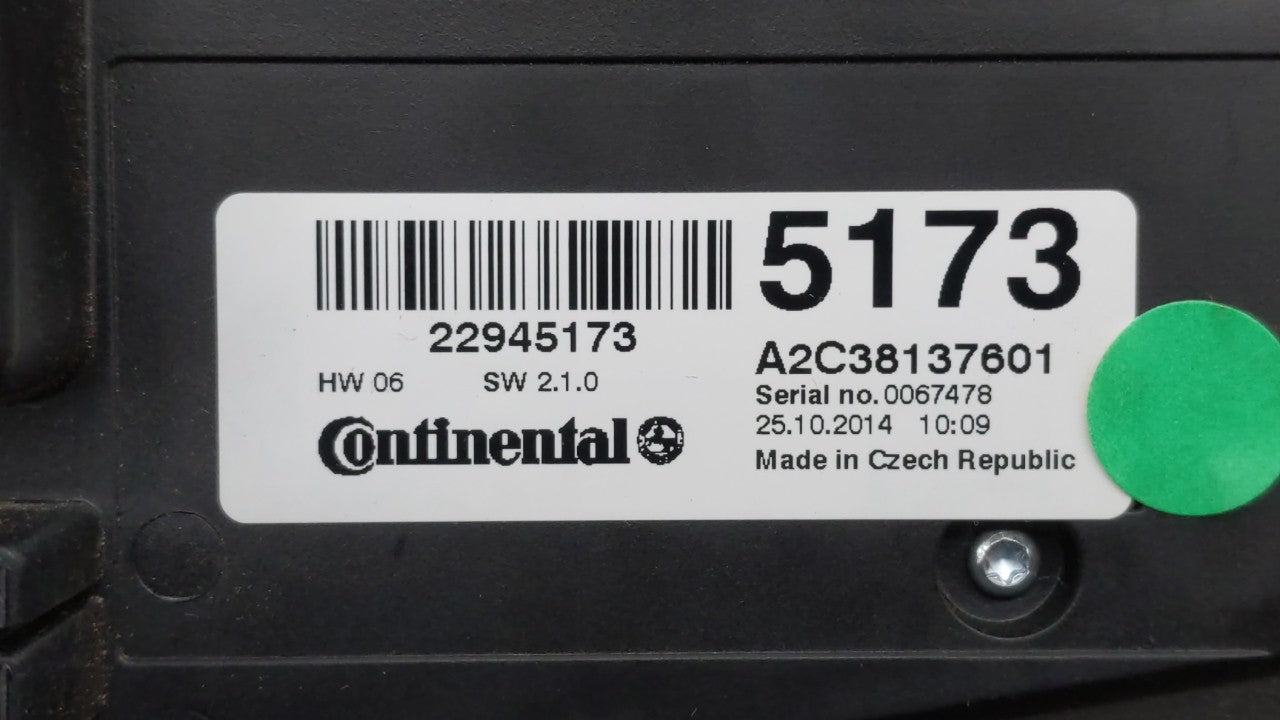 5173
22945173
HW 06 SW 2.1.0
Continental
A2C38137601
Serial no. 0067478
25.10.2014 10:09
Made in Czech Republic